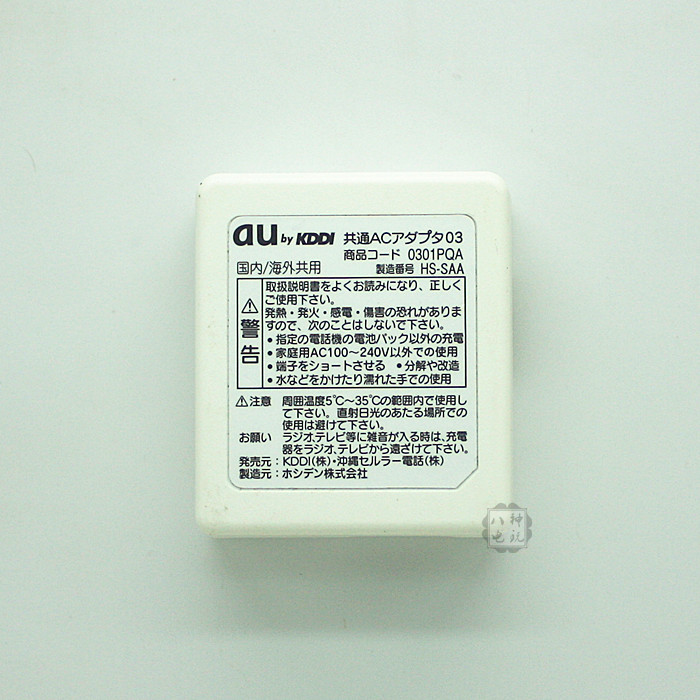 au by KDDI 共通ACアダプタ03
商品コード 0301PQA
国内/海外共用 製造番号 HS-SAA
⚠警告
取扱説明書をよくお読みになり、正しく
ご使用下さい。
発熱・発火・感電・傷害の恐れがありま
すので、次のことはしないで下さい。
・指定の電話機の電池パック以外の充電
・家庭用AC100〜240V以外での使用
・端子をショートさせる ・分解や改造
・水などをかけたり濡れた手での使用
⚠注意 周囲温度5℃〜35℃の範囲内で使用し
て下さい。直射日光のあたる場所での
使用は避けて下さい。
お願い ラジオ、テレビ等に雑音が入る時は、充電
器をラジオ、テレビから遠ざけて下さい。
発売元：KDDI(株)・沖縄セルラー電話(株)
製造元：ホシデン株式会社
八神
电玩